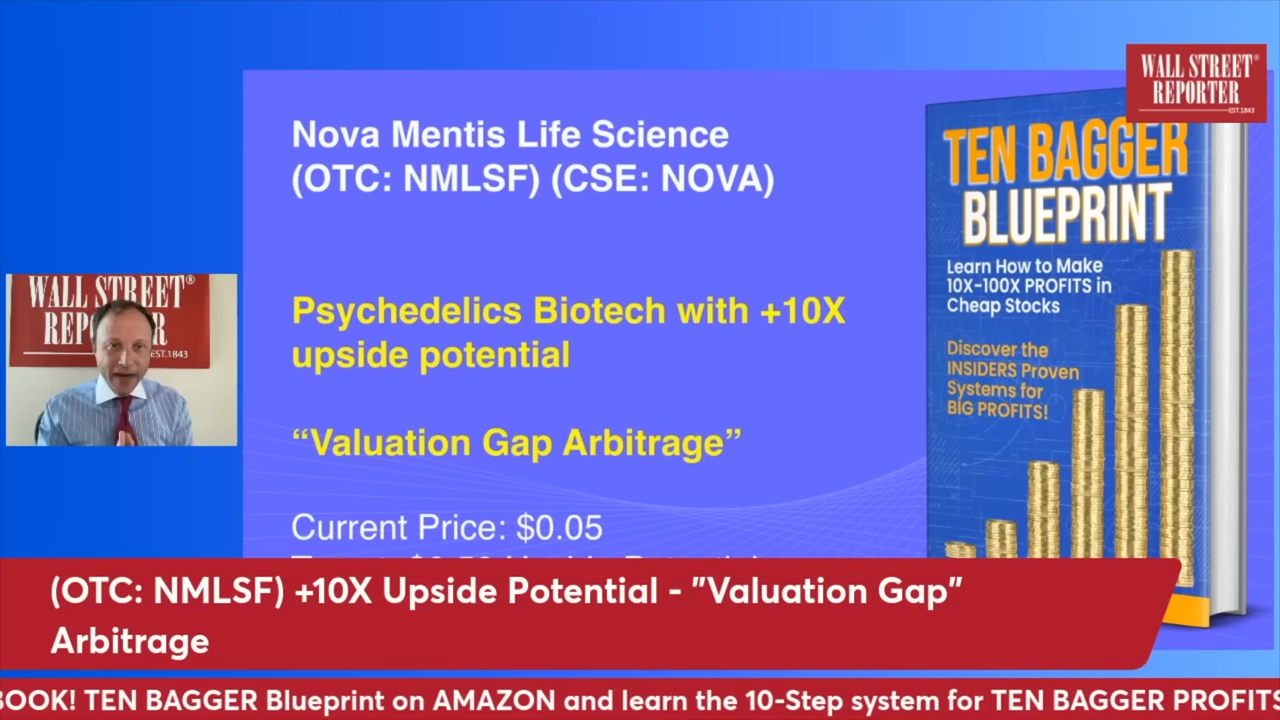 WALL STREET®
REPORTER
EST.1843
Nova Mentis Life Science
(OTC: NMLSF) (CSE: NOVA)
Psychedelics Biotech with +10X
upside potential
“Valuation Gap Arbitrage”
Current Price: $0.05
TEN BAGGER
BLUEPRINT
Learn How to Make
10X-100X PROFITS in
Cheap Stocks
Discover the
INSIDERS Proven
Systems for
BIG PROFITS!
WALL STREET®
EST.1843
(OTC: NMLSF) +10X Upside Potential - "Valuation Gap"
Arbitrage
BOOK! TEN BAGGER Blueprint on AMAZON and learn the 10-Step system for TEN BAGGER PROFITS